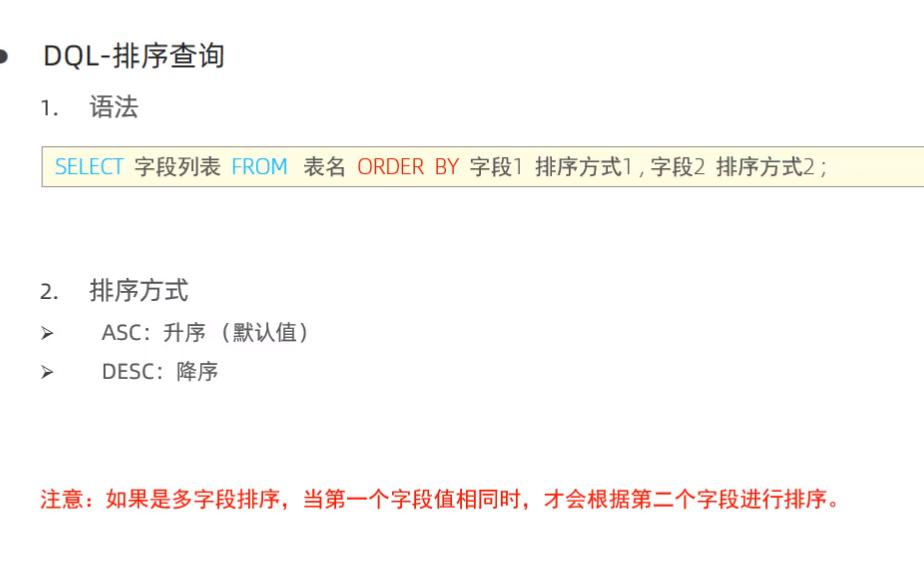 DQL-排序查询
1. 语法
SELECT 字段列表 FROM 表名 ORDER BY 字段1 排序方式1 , 字段2 排序方式2 ;
2. 排序方式
ASC：升序（默认值）
DESC：降序
注意：如果是多字段排序，当第一个字段值相同时，才会根据第二个字段进行排序。